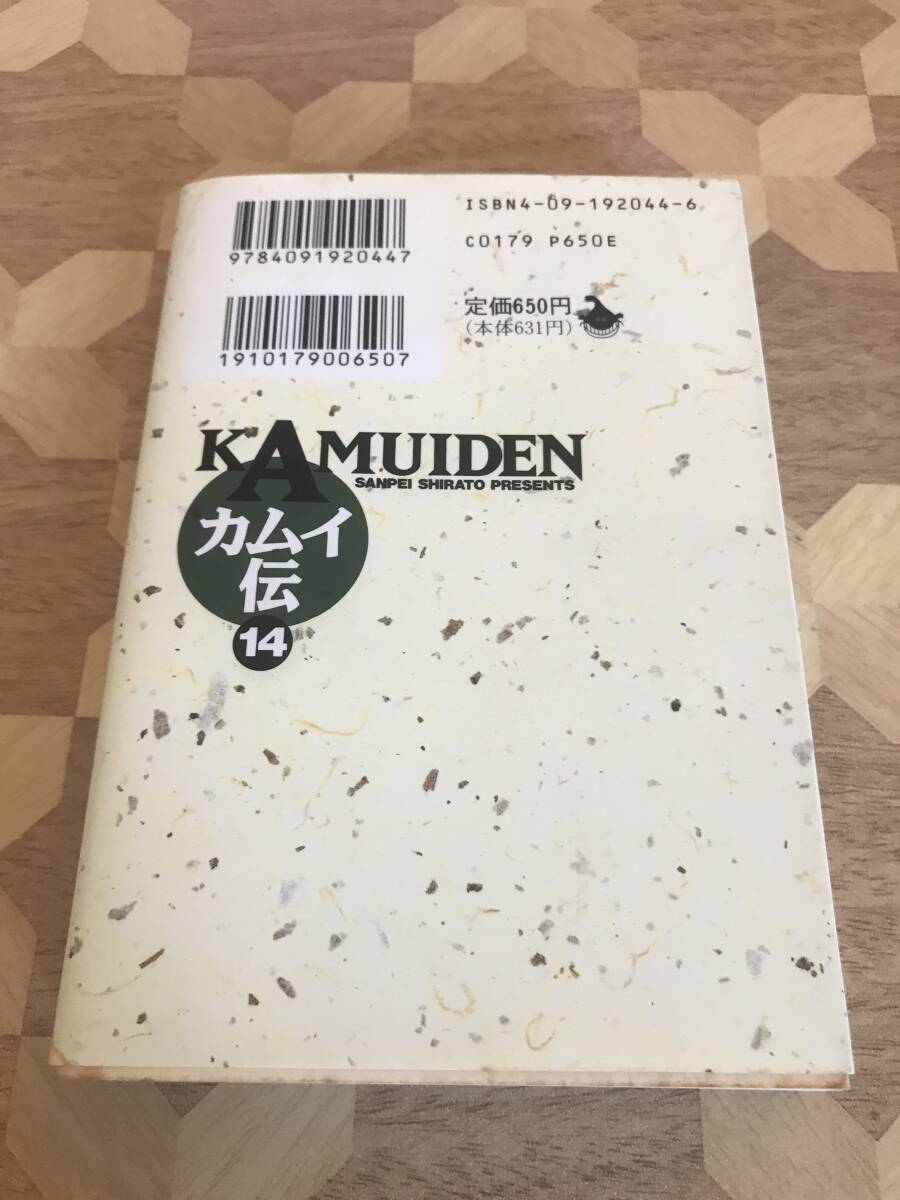 9784091920447
1910179006507
ISBN4-09-192044-6
C0179 P650E
定価650円
(本体631円)
KAMUIDEN
SANPEI SHIRATO PRESENTS
カムイ
伝
14